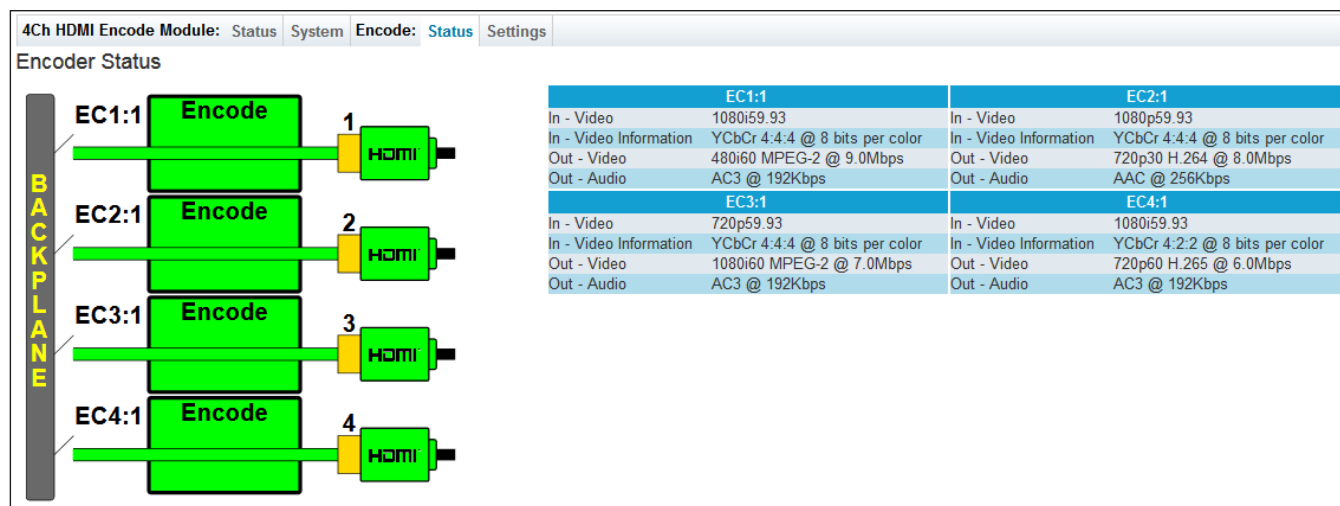 4Ch HDMI Encode Module: Status System Encode: Status Settings
Encoder Status
BACKPLANE
EC1:1 Encode 1 HDMI
EC2:1 Encode 2 HDMI
EC3:1 Encode 3 HDMI
EC4:1 Encode 4 HDMI
EC1:1 EC2:1
In - Video 1080i59.93 In - Video 1080p59.93
In - Video Information YCbCr 4:4:4 @ 8 bits per color In - Video Information YCbCr 4:4:4 @ 8 bits per color
Out - Video 480i60 MPEG-2 @ 9.0Mbps Out - Video 720p30 H.264 @ 8.0Mbps
Out - Audio AC3 @ 192Kbps Out - Audio AAC @ 256Kbps
EC3:1 EC4:1
In - Video 720p59.93 In - Video 1080i59.93
In - Video Information YCbCr 4:4:4 @ 8 bits per color In - Video Information YCbCr 4:2:2 @ 8 bits per color
Out - Video 1080i60 MPEG-2 @ 7.0Mbps Out - Video 720p60 H.265 @ 6.0Mbps
Out - Audio AC3 @ 192Kbps Out - Audio AC3 @ 192Kbps